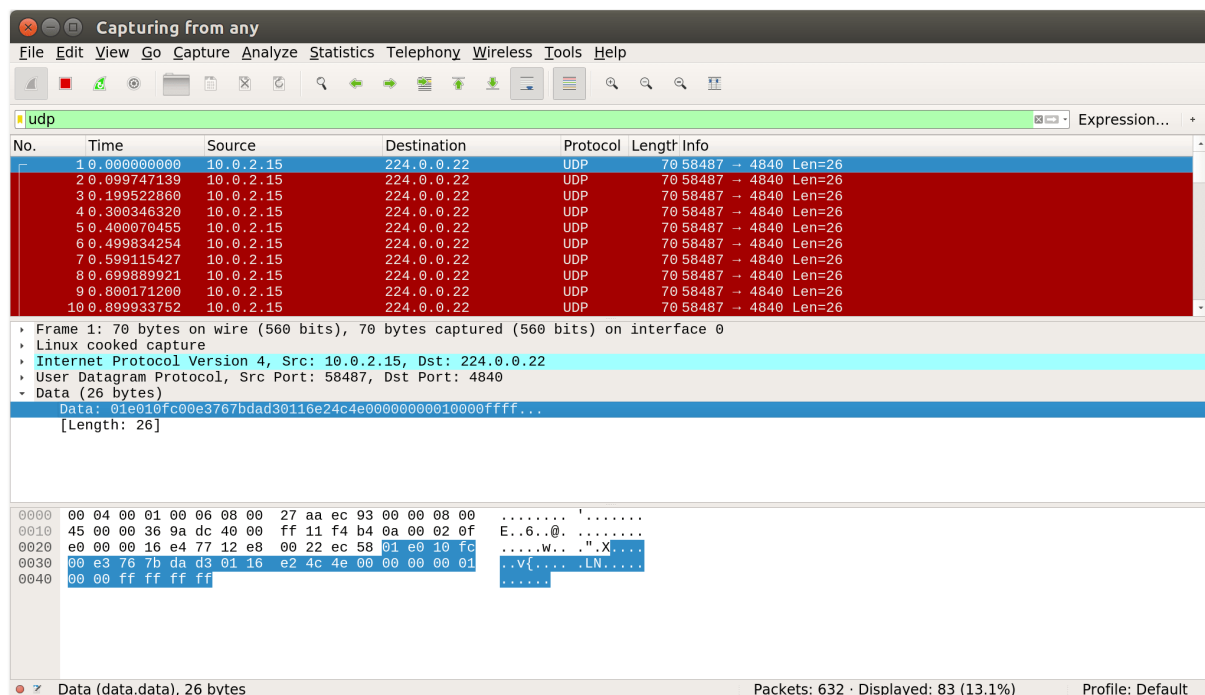 Capturing from any
File Edit View Go Capture Analyze Statistics Telephony Wireless Tools Help
udp Expression... +
No. Time Source Destination Protocol Length Info
1 0.000000000 10.0.2.15 224.0.0.22 UDP 70 58487 → 4840 Len=26
2 0.099747139 10.0.2.15 224.0.0.22 UDP 70 58487 → 4840 Len=26
3 0.199522860 10.0.2.15 224.0.0.22 UDP 70 58487 → 4840 Len=26
4 0.300346320 10.0.2.15 224.0.0.22 UDP 70 58487 → 4840 Len=26
5 0.400070455 10.0.2.15 224.0.0.22 UDP 70 58487 → 4840 Len=26
6 0.499834254 10.0.2.15 224.0.0.22 UDP 70 58487 → 4840 Len=26
7 0.599115427 10.0.2.15 224.0.0.22 UDP 70 58487 → 4840 Len=26
8 0.699889921 10.0.2.15 224.0.0.22 UDP 70 58487 → 4840 Len=26
9 0.800171200 10.0.2.15 224.0.0.22 UDP 70 58487 → 4840 Len=26
10 0.899933752 10.0.2.15 224.0.0.22 UDP 70 58487 → 4840 Len=26
Frame 1: 70 bytes on wire (560 bits), 70 bytes captured (560 bits) on interface 0
Linux cooked capture
Internet Protocol Version 4, Src: 10.0.2.15, Dst: 224.0.0.22
User Datagram Protocol, Src Port: 58487, Dst Port: 4840
Data (26 bytes)
Data: 01e010fc00e3767bdad30116e24c4e00000000010000ffff...
[Length: 26]
0000 00 04 00 01 00 06 08 00 27 aa ec 93 00 00 08 00 ........ '.......
0010 45 00 00 36 9a dc 40 00 ff 11 f4 b4 0a 00 02 0f E..6..@. ........
0020 e0 00 00 16 e4 77 12 e8 00 22 ec 58 01 e0 10 fc .....w.. .".X....
0030 00 e3 76 7b da d3 01 16 e2 4c 4e 00 00 00 00 01 ..v{.... .LN.....
0040 00 00 ff ff ff ff ......
Data (data.data), 26 bytes Packets: 632 · Displayed: 83 (13.1%) Profile: Default